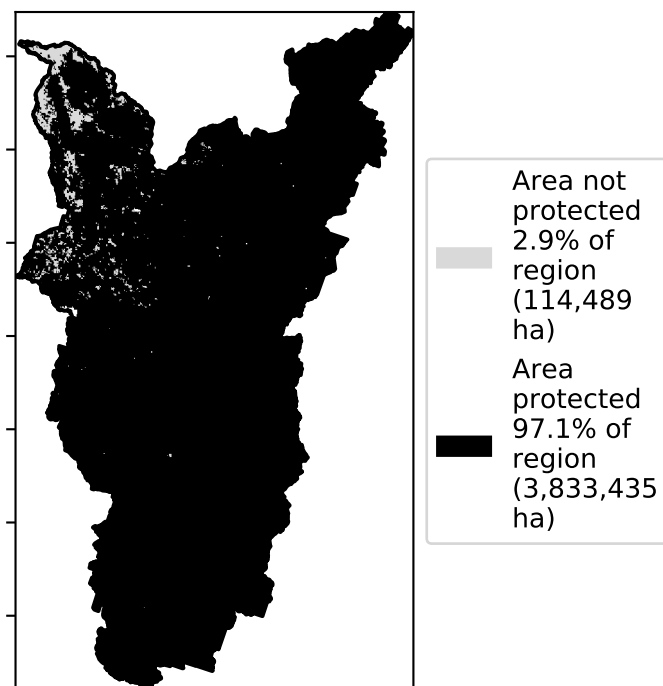 Area not
protected
2.9% of
region
(114,489
ha)
Area
protected
97.1% of
region
(3,833,435
ha)